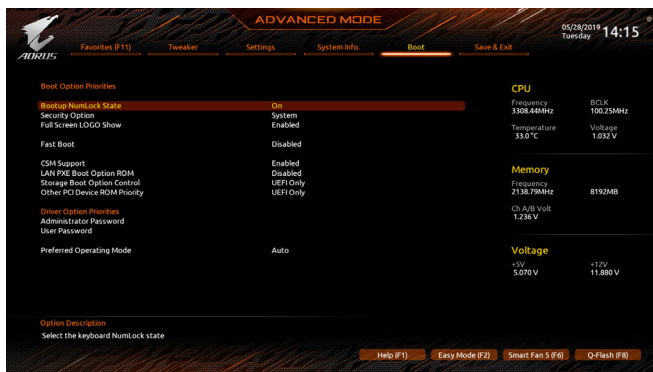 ADVANCED MODE
05/28/2019 Tuesday 14:15
AORUS
Favorites (F11) Tweaker Settings System Info. Boot Save & Exit
Boot Option Priorities
Bootup NumLock State On
Security Option System
Full Screen LOGO Show Enabled
Fast Boot Disabled
CSM Support Enabled
LAN PXE Boot Option ROM Disabled
Storage Boot Option Control UEFI Only
Other PCI Device ROM Priority UEFI Only
Driver Option Priorities
Administrator Password
User Password
Preferred Operating Mode Auto
CPU
Frequency BCLK
3308.44MHz 100.25MHz
Temperature Voltage
33.0 °C 1.032 V
Memory
Frequency
2138.79MHz 8192MB
Ch A/B Volt
1.236 V
Voltage
+5V +12V
5.070 V 11.880 V
Option Description
Select the keyboard NumLock state
Help (F1) Easy Mode (F2) Smart Fan 5 (F6) Q-Flash (F8)